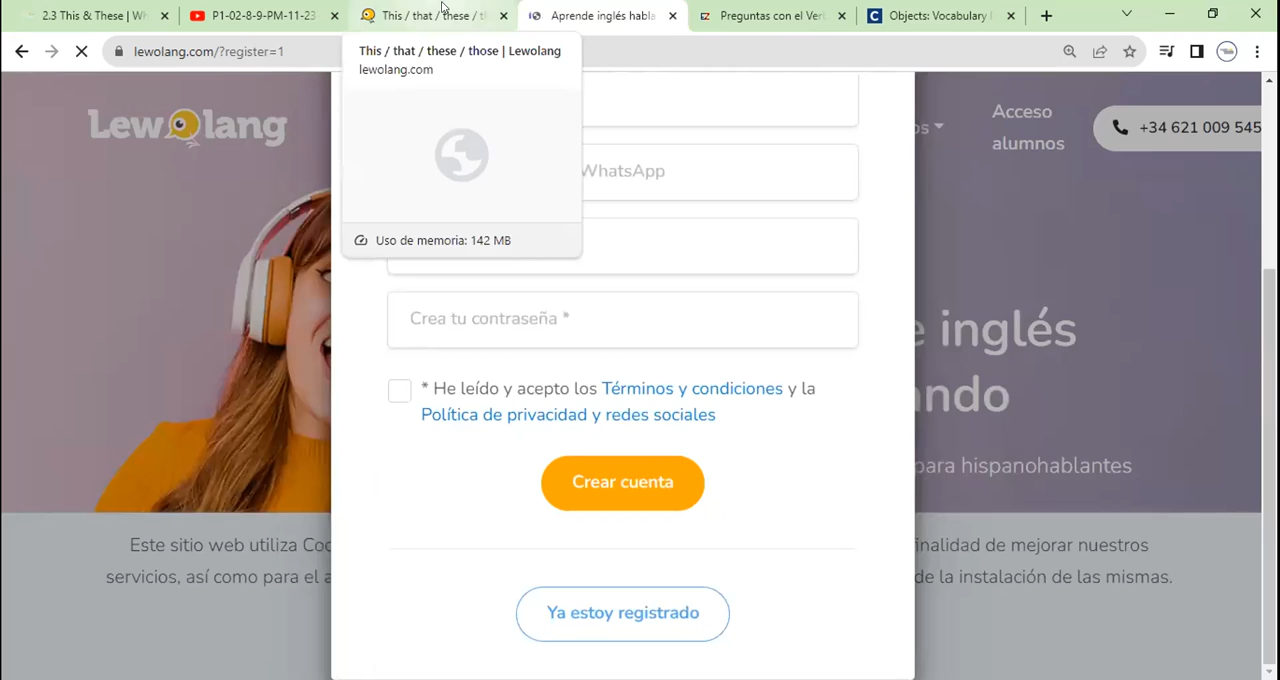 2.3 This & These | W
P1-02-8-9-PM-11-23
This / that / these / t
Aprende inglés habla
Preguntas con el Verb
Objects: Vocabulary
lewolang.com/?register=1
This / that / these / those | Lewolang
lewolang.com
Uso de memoria: 142 MB
Lewolang
os
Acceso
alumnos
+34 621 009 545
WhatsApp
Crea tu contraseña *
* He leído y acepto los Términos y condiciones y la
Política de privacidad y redes sociales
Crear cuenta
Ya estoy registrado
e inglés
ando
para hispanohablantes
Este sitio web utiliza Coo
inalidad de mejorar nuestros
servicios, así como para el a
de la instalación de las mismas.